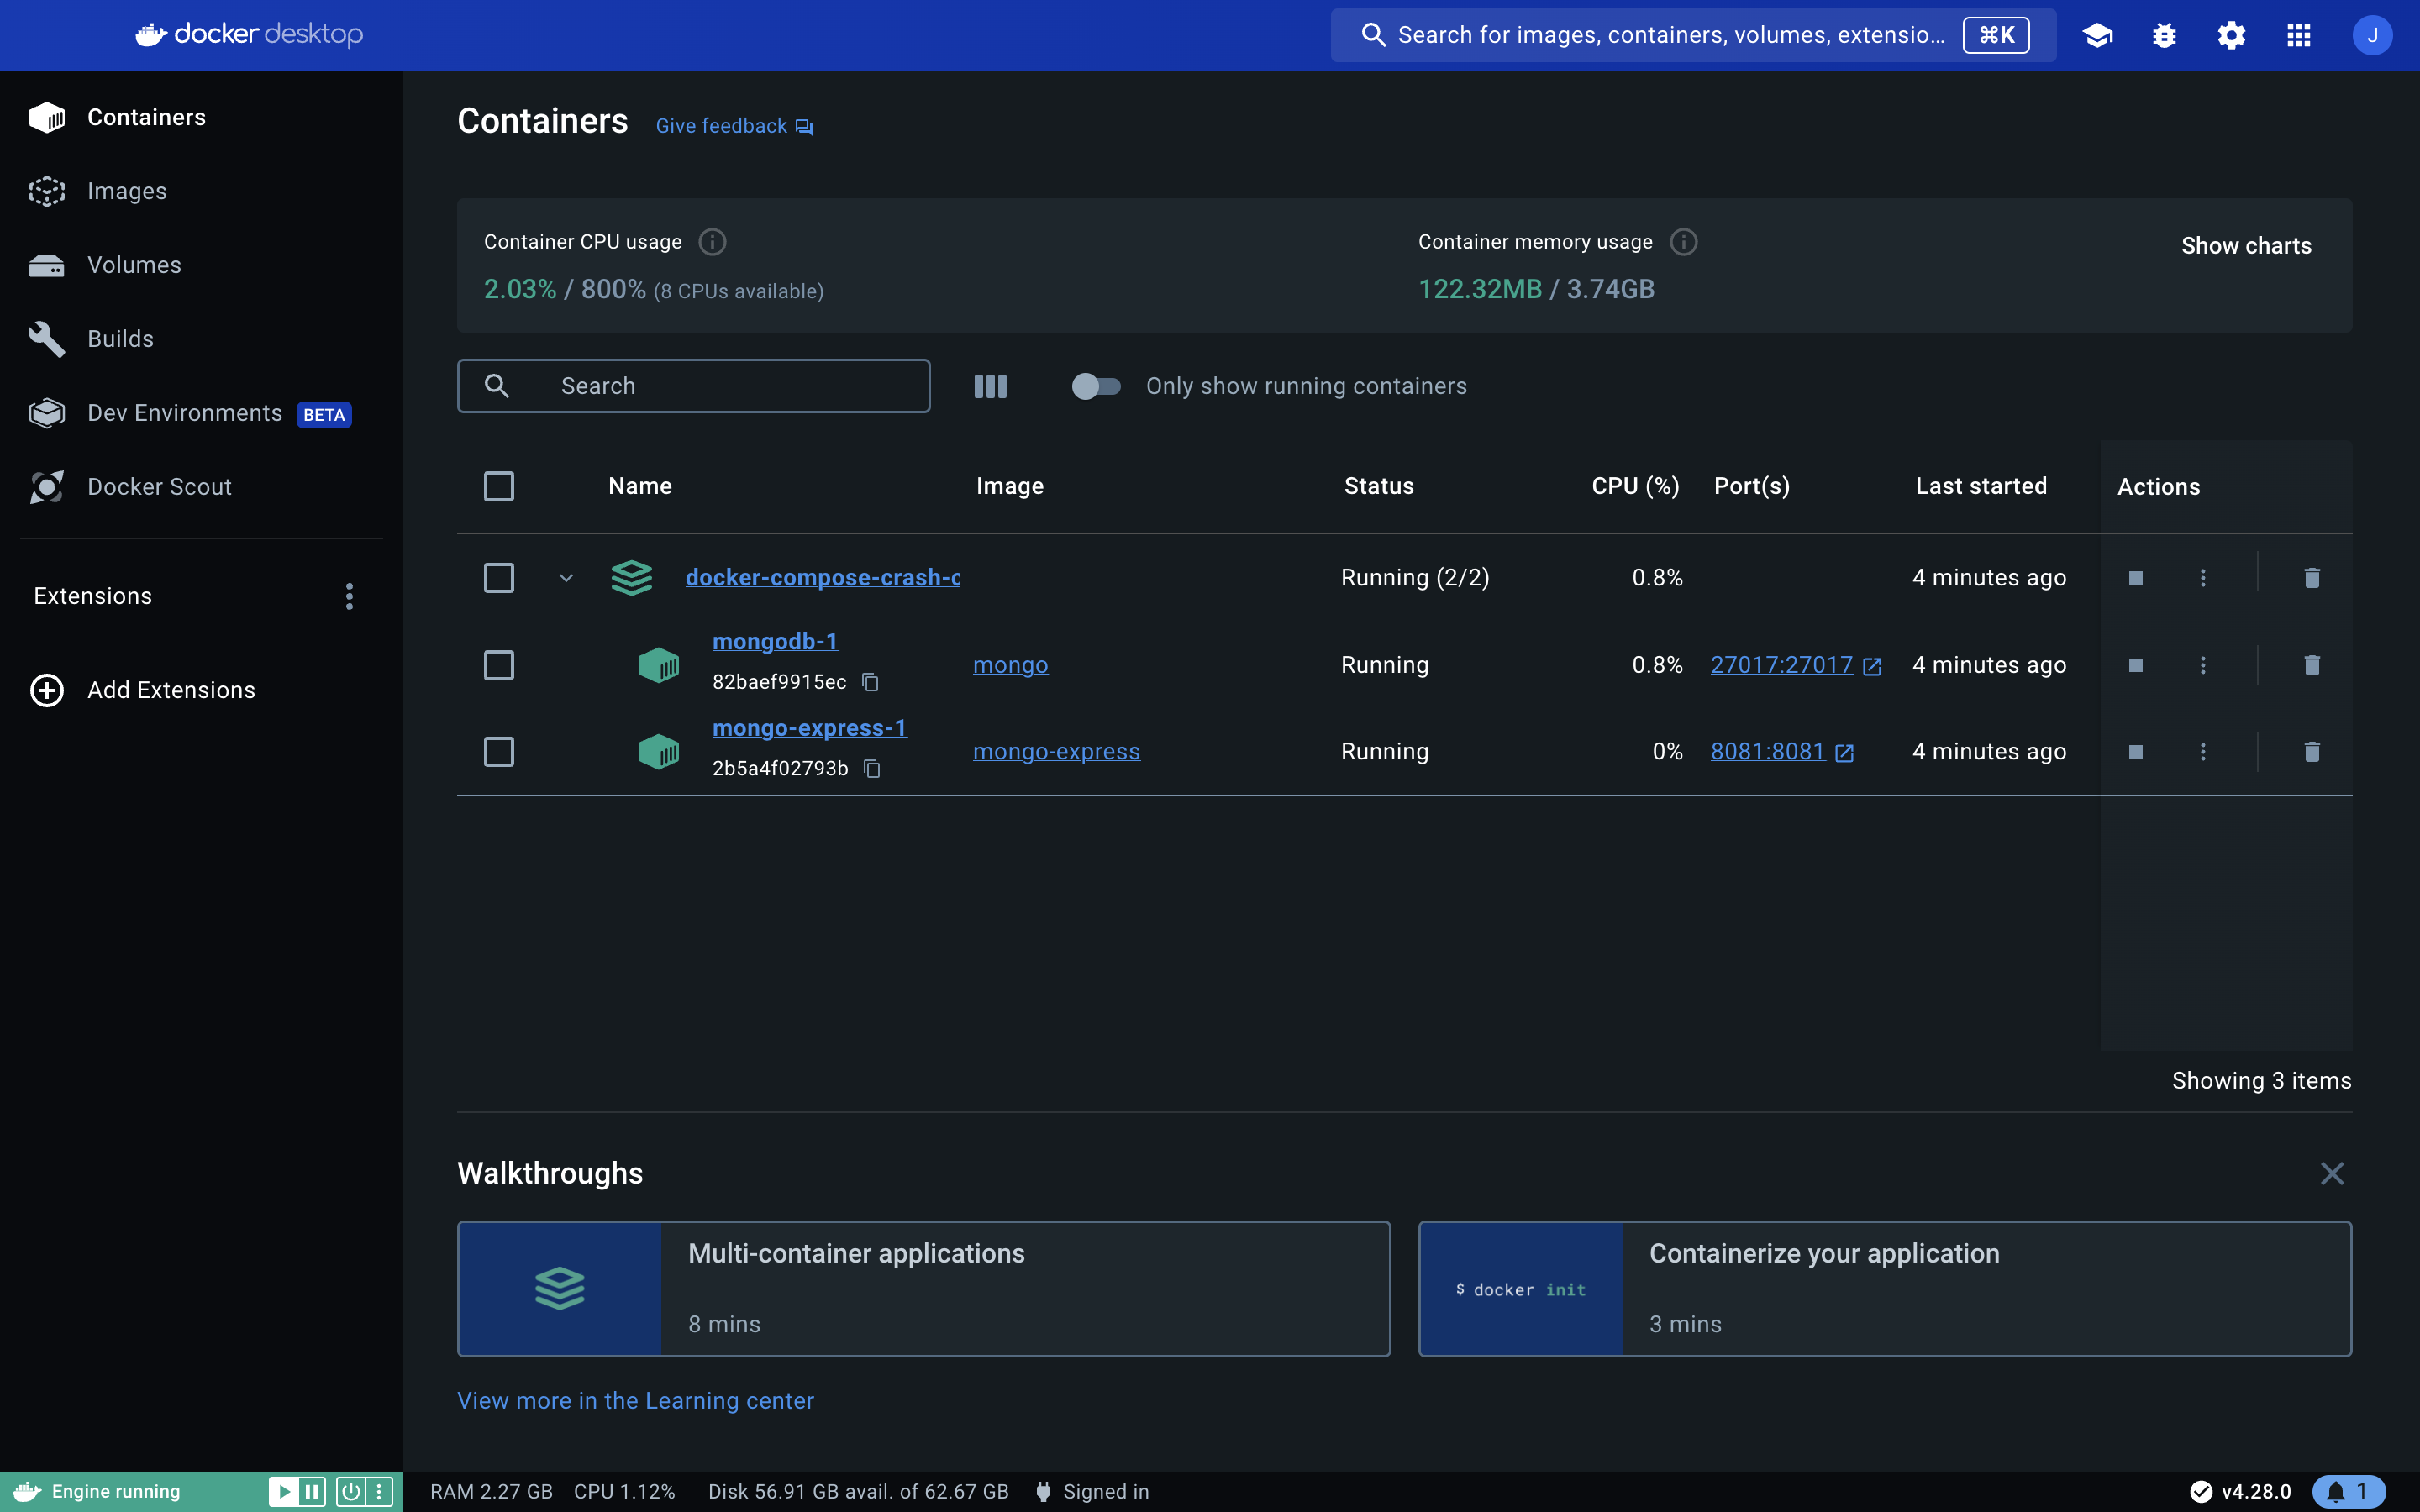 docker desktop
Search for images, containers, volumes, extensio...
⌘K
J
Containers
Images
Volumes
Builds
Dev Environments BETA
Docker Scout
Extensions
Add Extensions
Containers Give feedback
Container CPU usage
2.03% / 800% (8 CPUs available)
Container memory usage
122.32MB / 3.74GB
Show charts
Search
Only show running containers
Name Image Status CPU (%) Port(s) Last started Actions
docker-compose-crash-c Running (2/2) 0.8% 4 minutes ago
mongodb-1
82baef9915ec
mongo Running 0.8% 27017:27017 4 minutes ago
mongo-express-1
2b5a4f02793b
mongo-express Running 0% 8081:8081 4 minutes ago
Showing 3 items
Walkthroughs
Multi-container applications
8 mins
$ docker init
Containerize your application
3 mins
View more in the Learning center
Engine running
RAM 2.27 GB CPU 1.12% Disk 56.91 GB avail. of 62.67 GB Signed in
v4.28.0
1